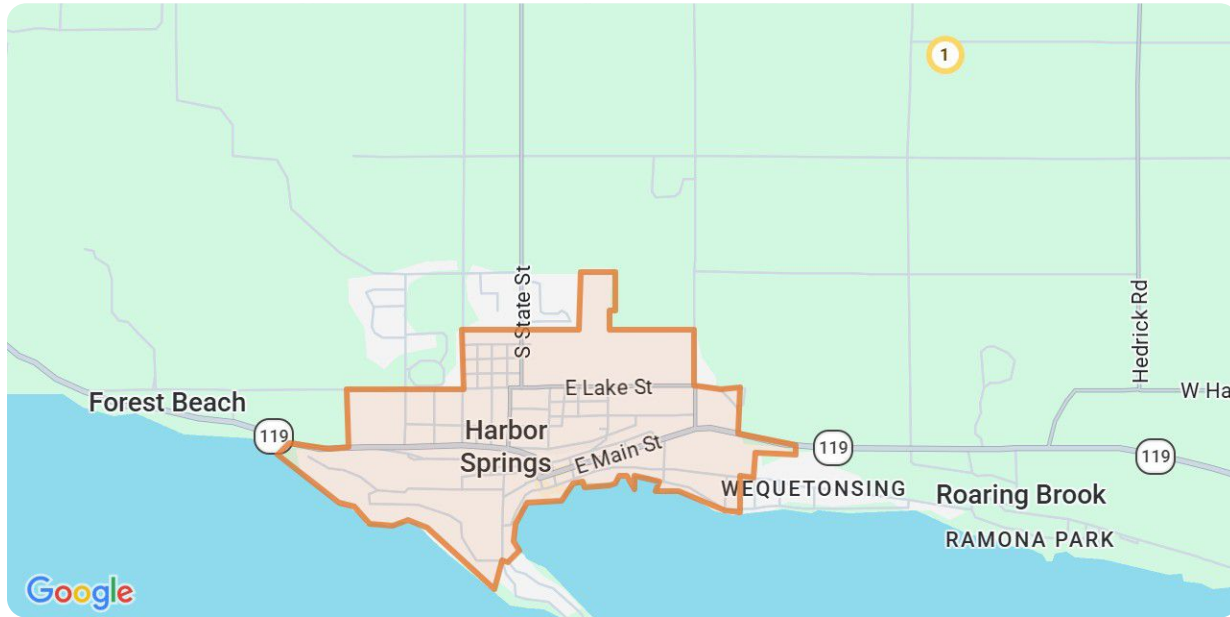 1
S State St
Hedrick Rd
E Lake St
W Ha
Forest Beach
119
Harbor
Springs
E Main St
119
119
WEQUETONSING
Roaring Brook
RAMONA PARK
Google